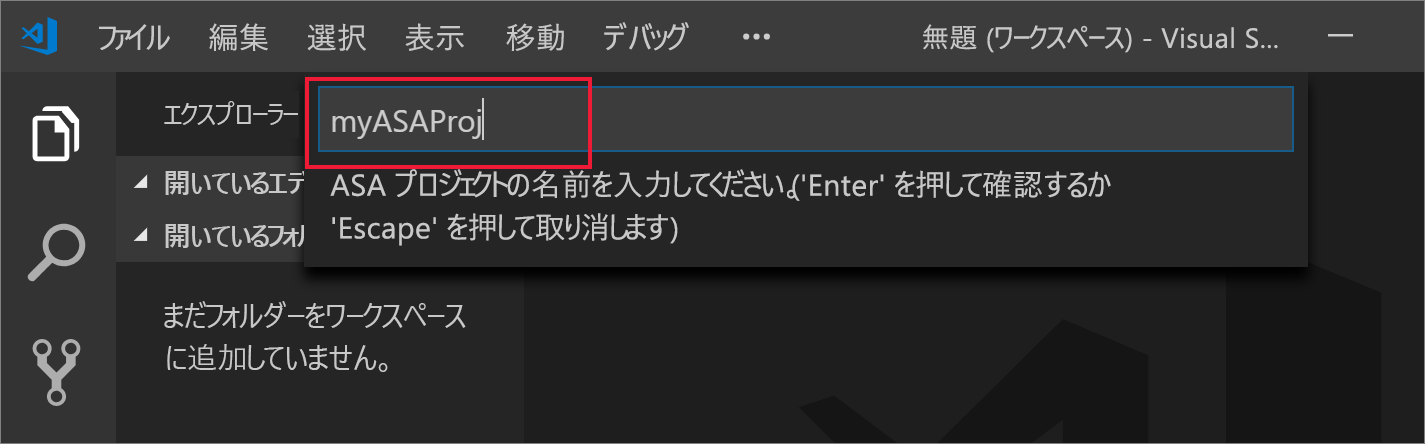 ファイル 編集 選択 表示 移動 デバッグ ••• 無題 (ワークスペース) - Visual S...
エクスプローラー
myASAProj
ASA プロジェクトの名前を入力してください。('Enter' を押して確認するか
'Escape' を押して取り消します)
開いているエデ
開いているフォル
まだフォルダーをワークスペース
に追加していません。